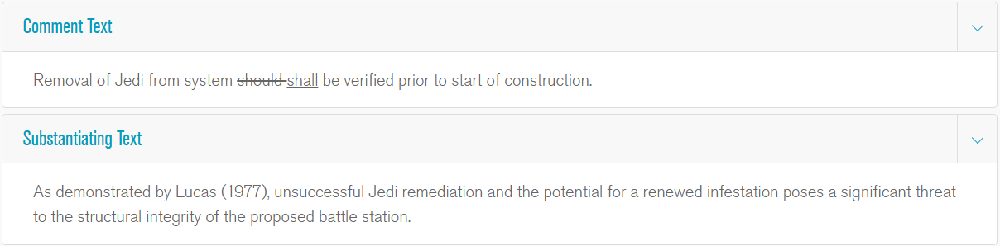 Comment Text
Removal of Jedi from system should shall be verified prior to start of construction.
Substantiating Text
As demonstrated by Lucas (1977), unsuccessful Jedi remediation and the potential for a renewed infestation poses a significant threat
to the structural integrity of the proposed battle station.